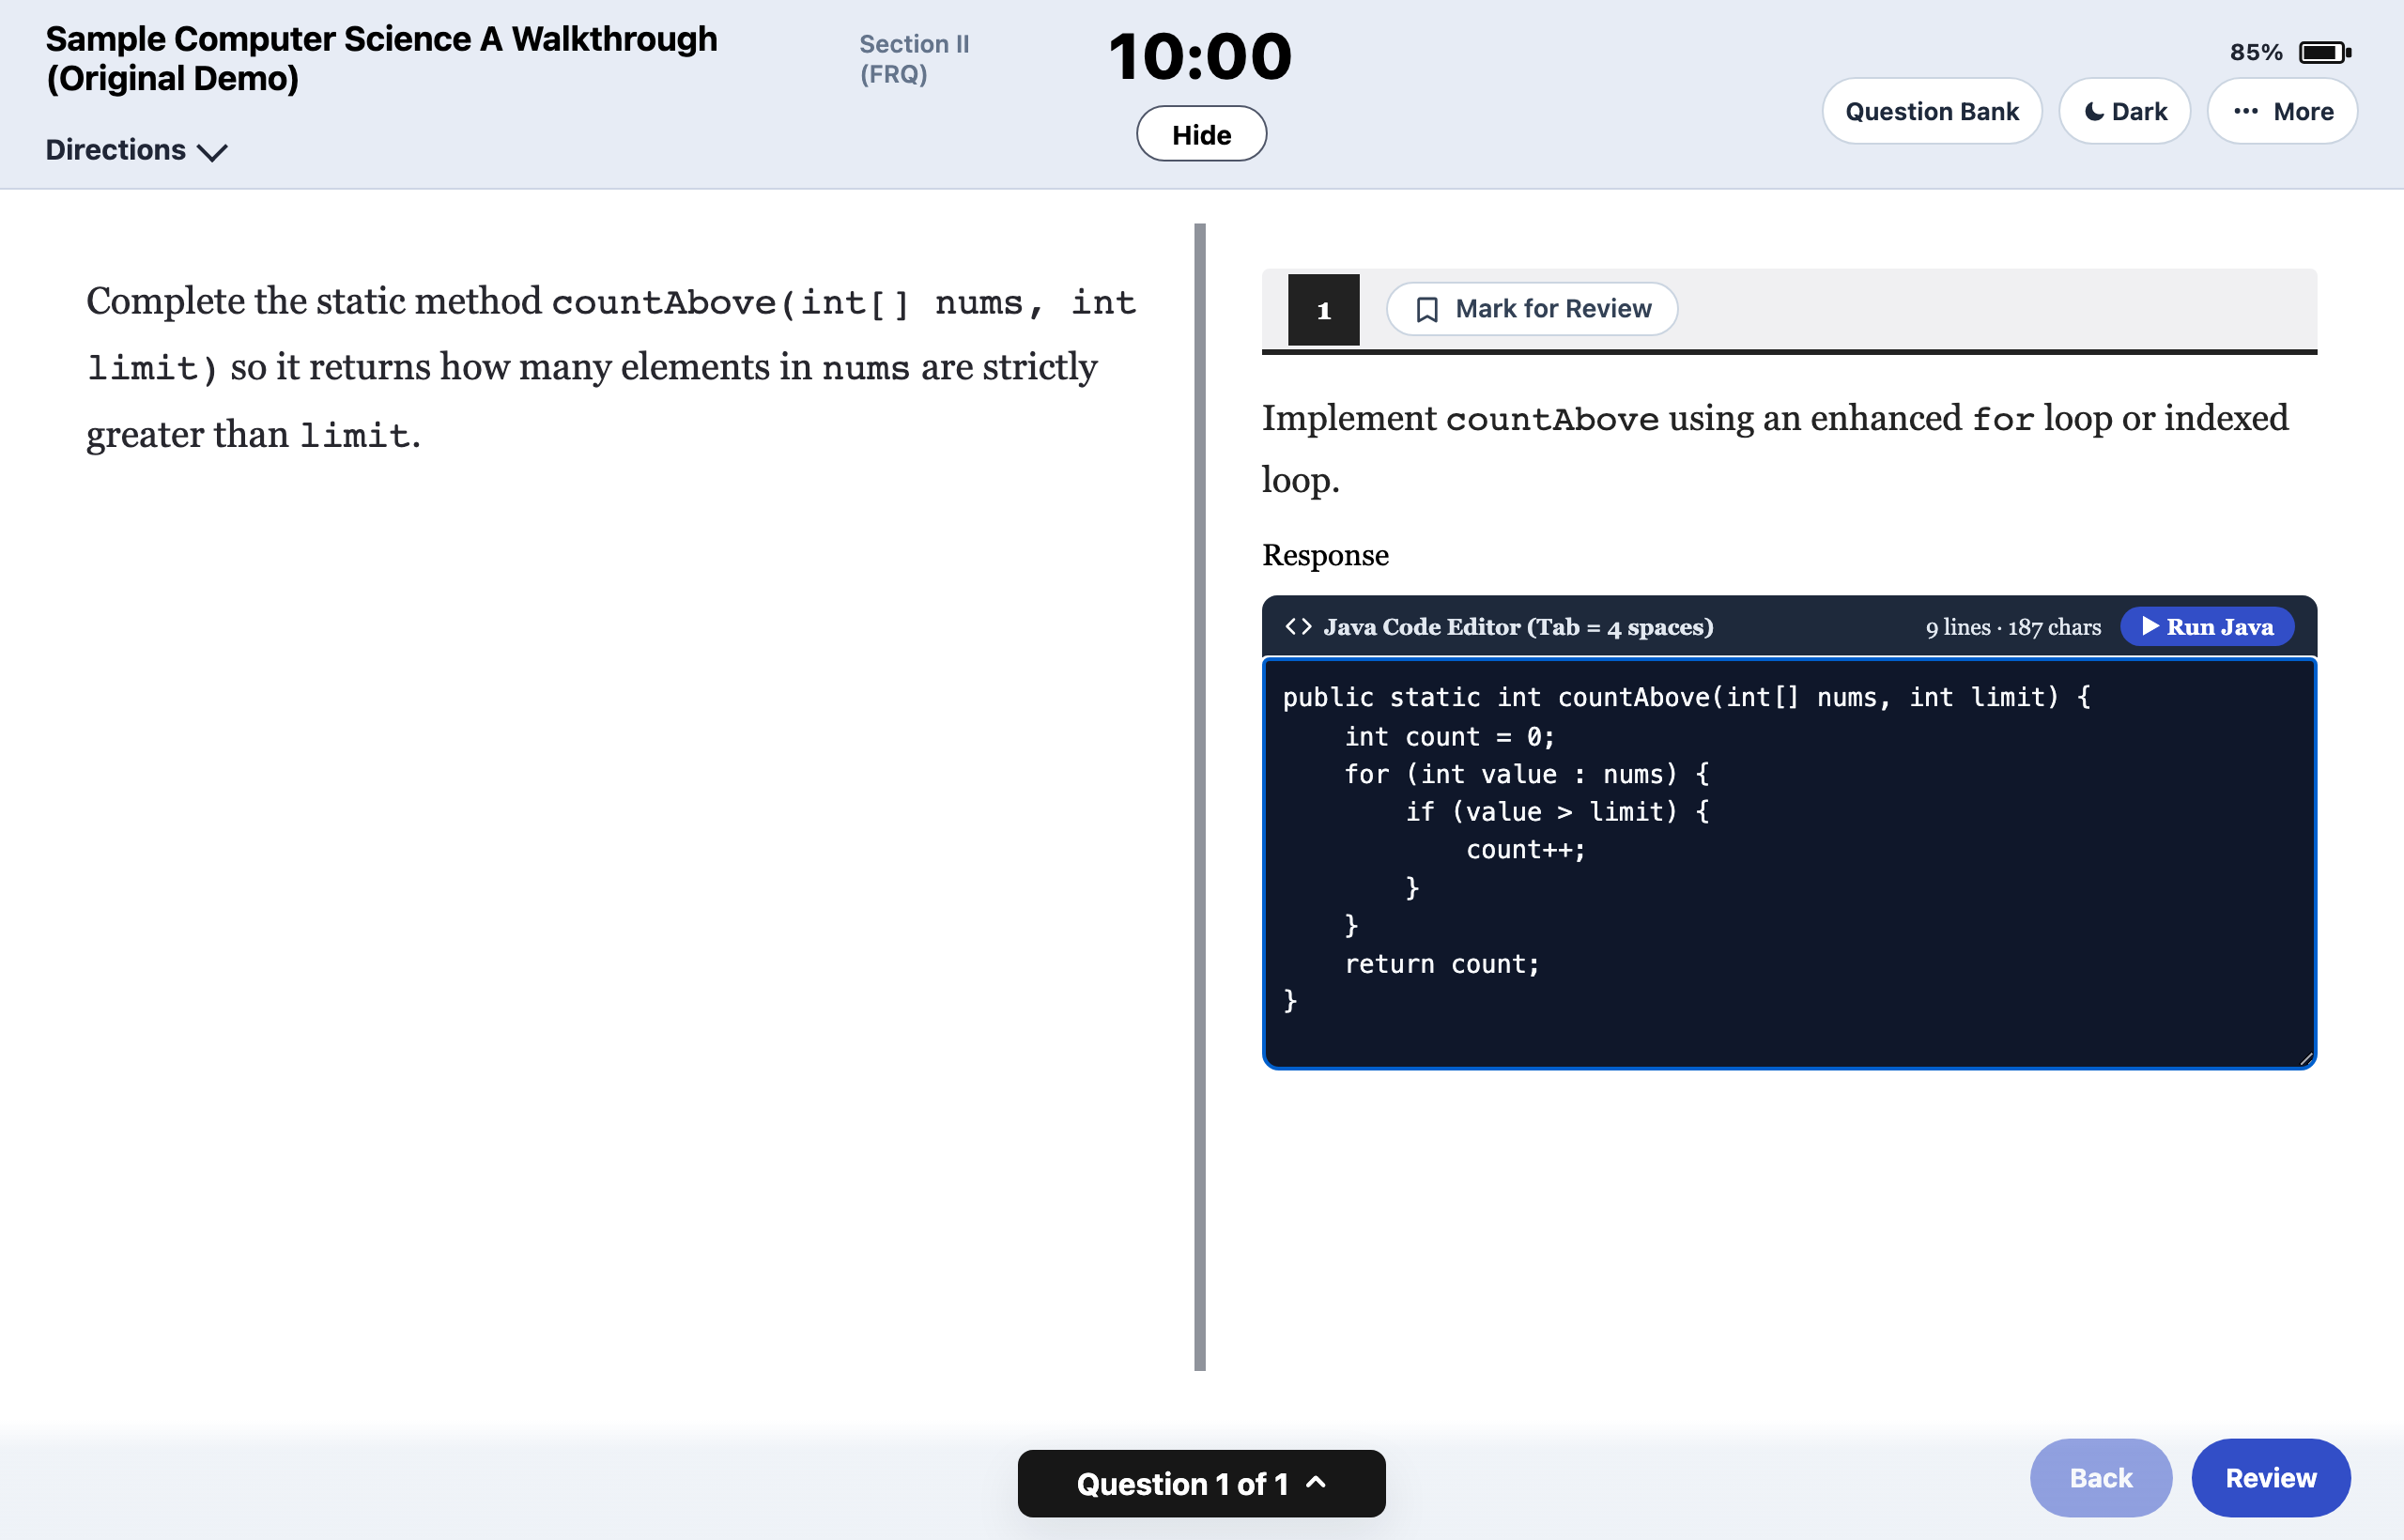 Sample Computer Science A Walkthrough
(Original Demo)
Directions
Section II
(FRQ)
10:00
Hide
85%
Question Bank
Dark
More
Complete the static method countAbove(int[] nums, int
limit) so it returns how many elements in nums are strictly
greater than limit.
1
Mark for Review
Implement countAbove using an enhanced for loop or indexed
loop.
Response
Java Code Editor (Tab = 4 spaces)
9 lines · 187 chars
Run Java
public static int countAbove(int[] nums, int limit) {
    int count = 0;
    for (int value : nums) {
        if (value > limit) {
            count++;
        }
    }
    return count;
}
Question 1 of 1
Back
Review